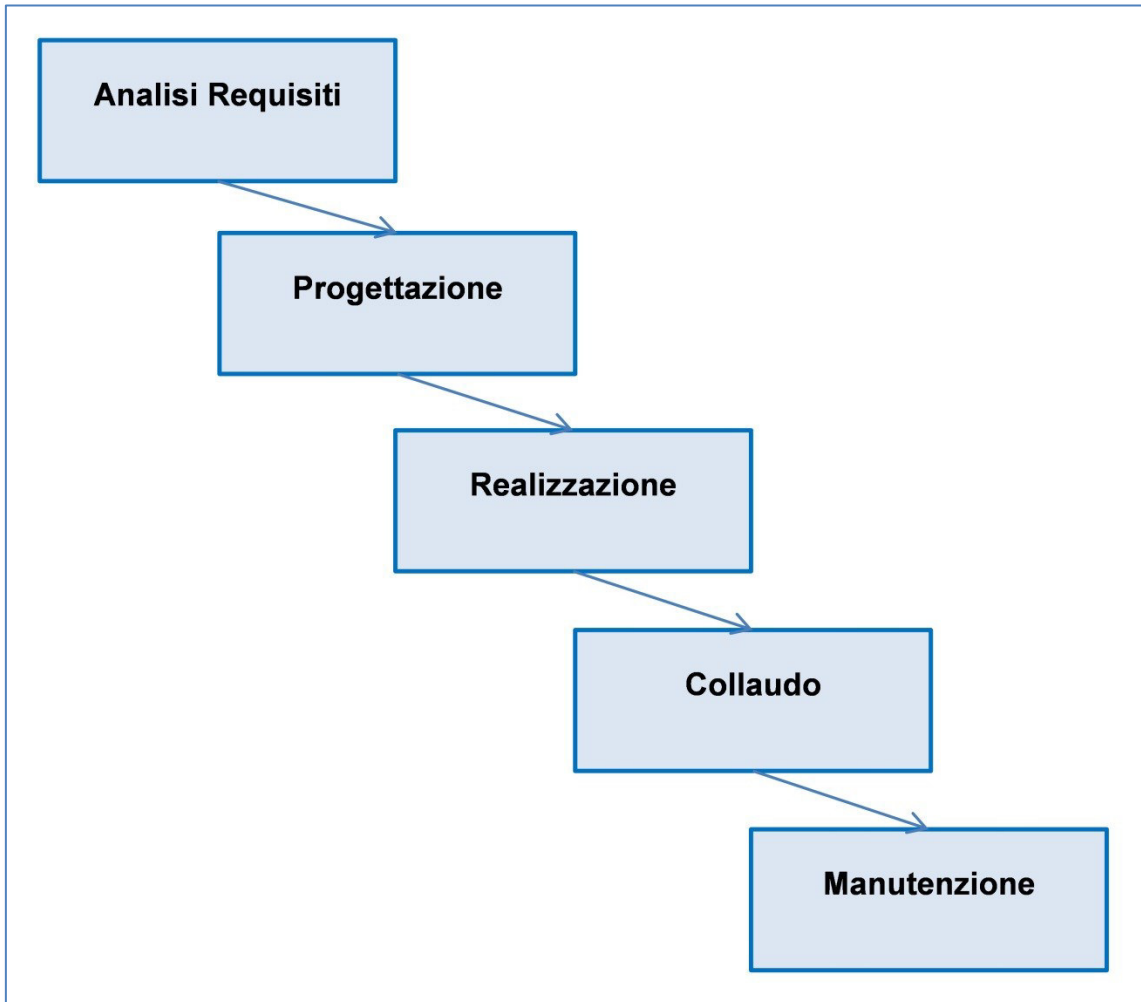 Analisi Requisiti
Progettazione
Realizzazione
Collaudo
Manutenzione